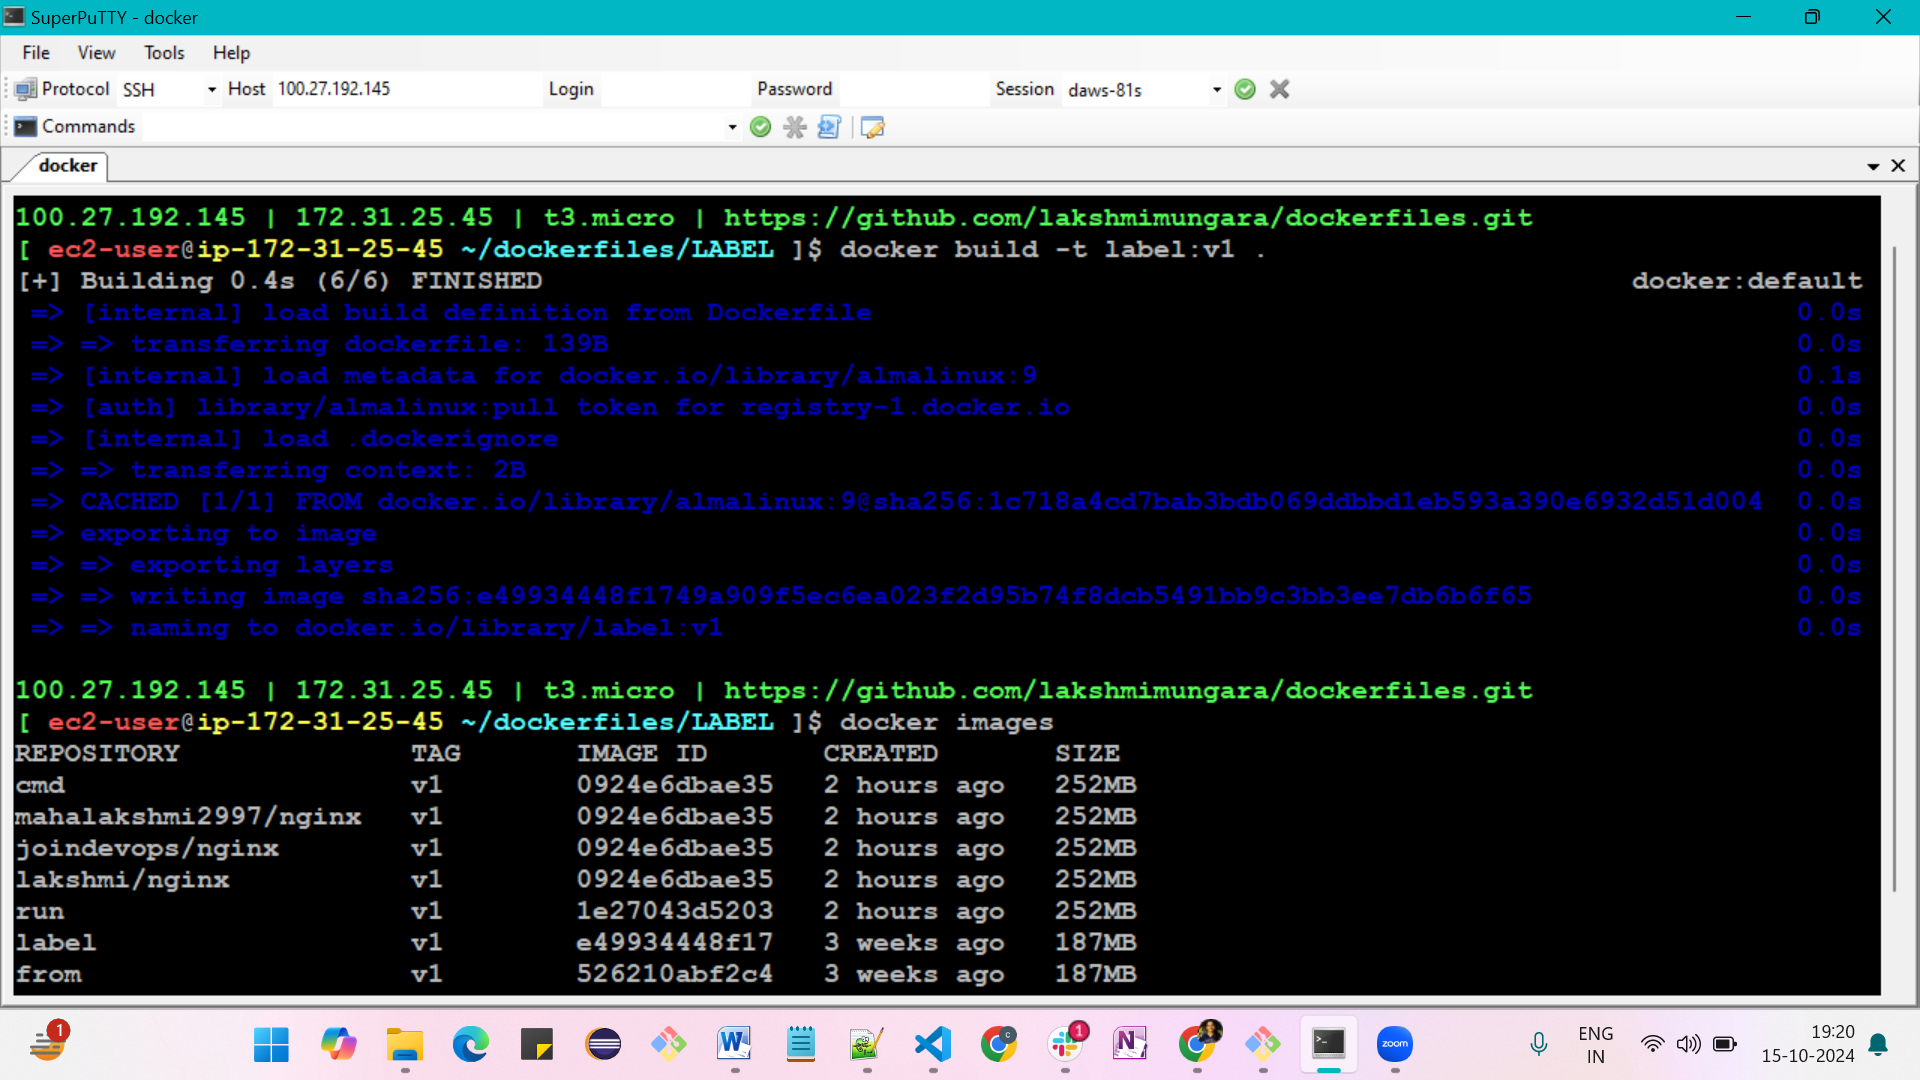 SuperPuTTY - docker
File View Tools Help
Protocol SSH Host 100.27.192.145 Login Password Session daws-81s
Commands
docker
100.27.192.145 | 172.31.25.45 | t3.micro | https://github.com/lakshmimungara/dockerfiles.git
[ ec2-user@ip-172-31-25-45 ~/dockerfiles/LABEL ]$ docker build -t label:v1 .
[+] Building 0.4s (6/6) FINISHED docker:default
=> [internal] load build definition from Dockerfile 0.0s
=> => transferring dockerfile: 139B 0.0s
=> [internal] load metadata for docker.io/library/almalinux:9 0.1s
=> [auth] library/almalinux:pull token for registry-1.docker.io 0.0s
=> [internal] load .dockerignore 0.0s
=> => transferring context: 2B 0.0s
=> CACHED [1/1] FROM docker.io/library/almalinux:9@sha256:1c718a4cd7bab3bdb069ddbbd1eb593a390e6932d51d004 0.0s
=> exporting to image 0.0s
=> => exporting layers 0.0s
=> => writing image sha256:e49934448f1749a909f5ec6ea023f2d95b74f8dcb5491bb9c3bb3ee7db6b6f65 0.0s
=> => naming to docker.io/library/label:v1 0.0s
100.27.192.145 | 172.31.25.45 | t3.micro | https://github.com/lakshmimungara/dockerfiles.git
[ ec2-user@ip-172-31-25-45 ~/dockerfiles/LABEL ]$ docker images
REPOSITORY TAG IMAGE ID CREATED SIZE
cmd v1 0924e6dbae35 2 hours ago 252MB
mahalakshmi2997/nginx v1 0924e6dbae35 2 hours ago 252MB
joindevops/nginx v1 0924e6dbae35 2 hours ago 252MB
lakshmi/nginx v1 0924e6dbae35 2 hours ago 252MB
run v1 1e27043d5203 2 hours ago 252MB
label v1 e49934448f17 3 weeks ago 187MB
from v1 526210abf2c4 3 weeks ago 187MB
1
W
C
1
N
zoom
ENG
IN
19:20
15-10-2024